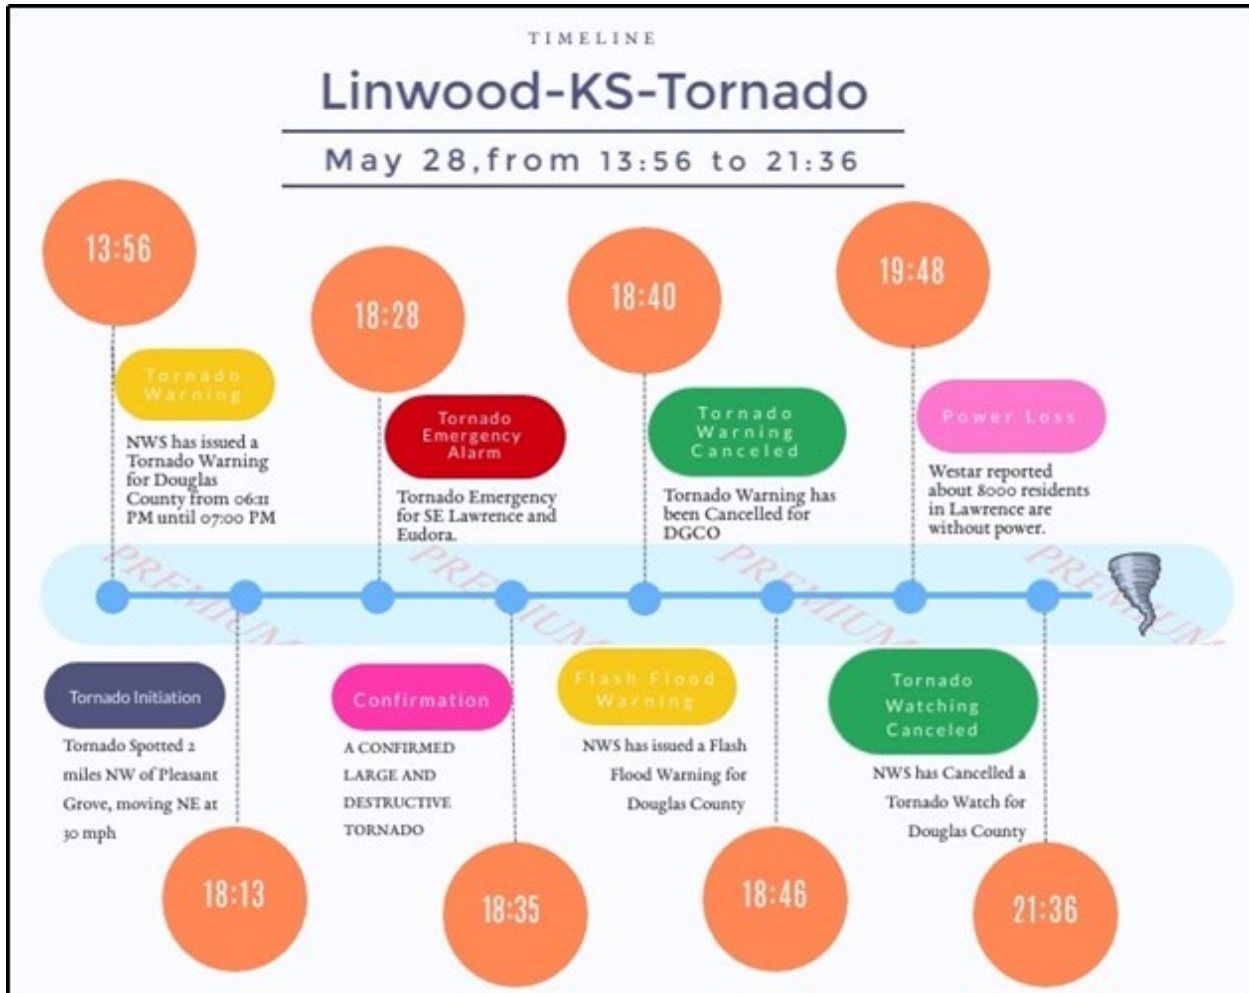 TIMELINE
Linwood-KS-Tornado
May 28,from 13:56 to 21:36
13:56
Tornado
Warning
NWS has issued a
Tornado Warning
for Douglas
County from 06:11
PM until 07:00 PM
18:28
Tornado
Emergency
Alarm
Tornado Emergency
for SE Lawrence and
Eudora.
18:40
Tornado
Warning
Canceled
Tornado Warning has
been Cancelled for
DGCO
19:48
Power Loss
Westar reported
about 8000 residents
in Lawrence are
without power.
PREMIUM
PREMIUM
PREMIUM
PREMIUM
Tornado Initiation
Tornado Spotted 2
miles NW of Pleasant
Grove, moving NE at
30 mph
18:13
Confirmation
A CONFIRMED
LARGE AND
DESTRUCTIVE
TORNADO
18:35
Flash Flood
Warning
NWS has issued a Flash
Flood Warning for
Douglas County
18:46
Tornado
Watching
Canceled
NWS has Cancelled a
Tornado Watch for
Douglas County
21:36